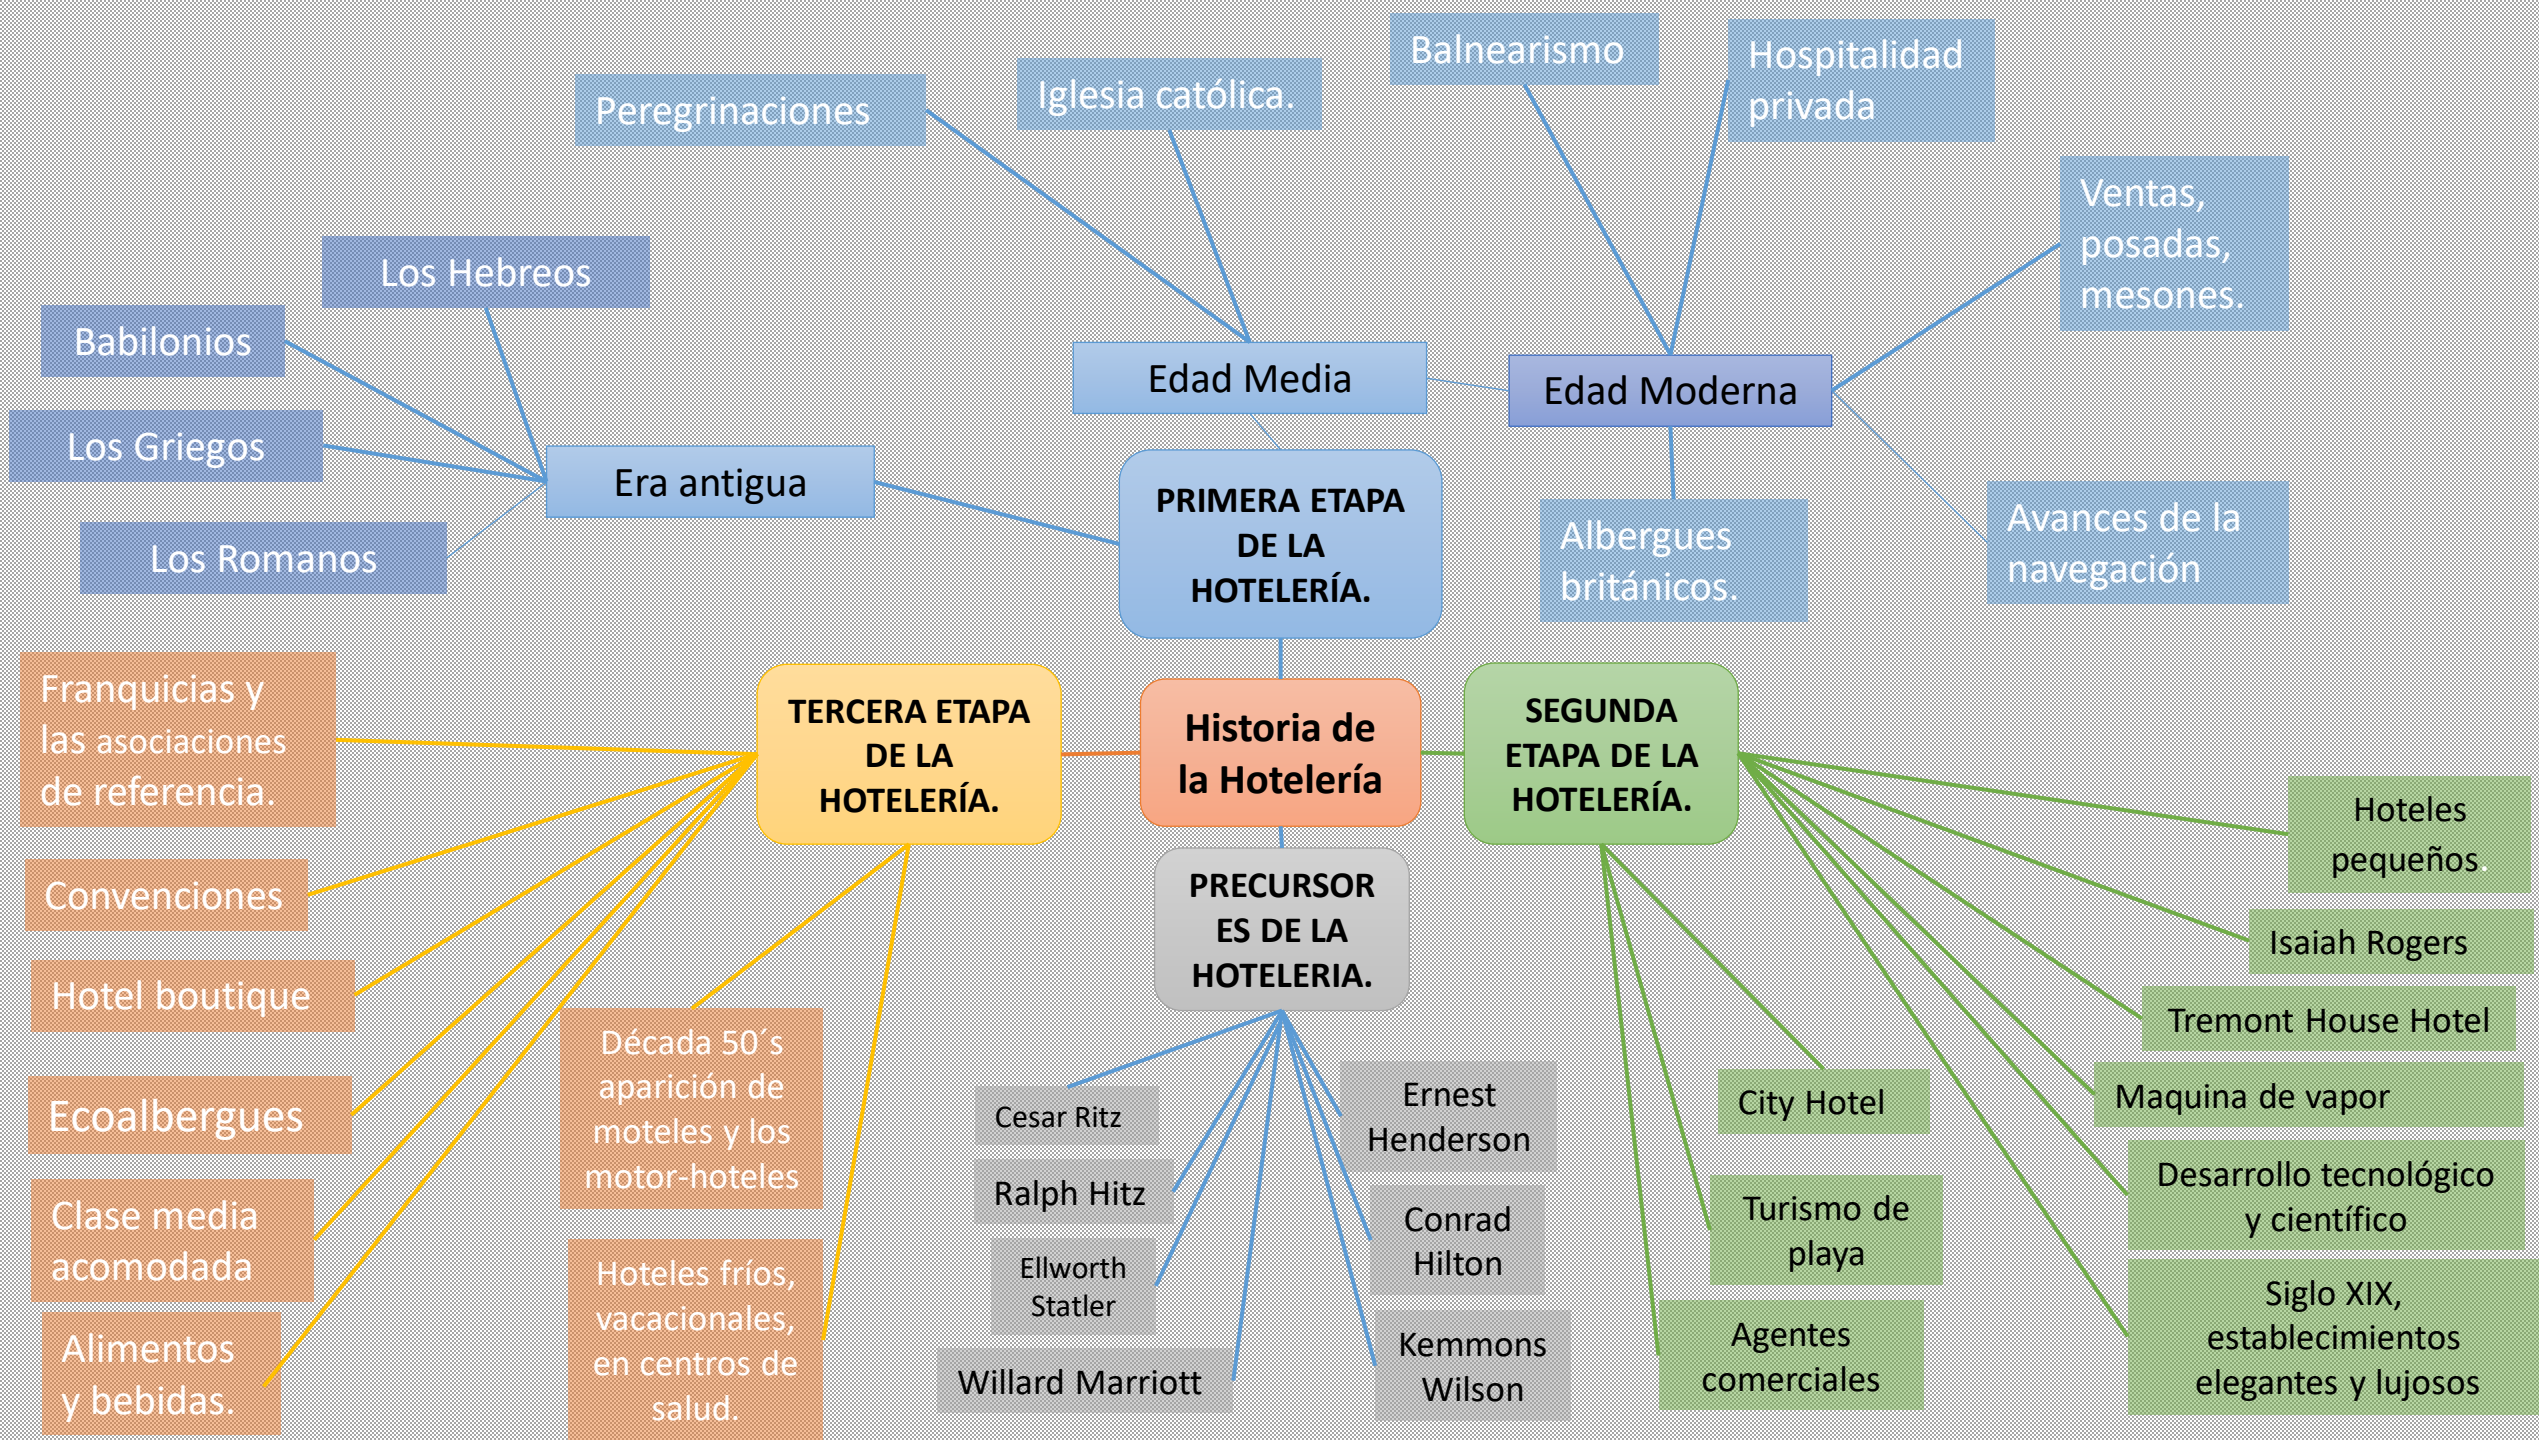 Balnearismo
Hospitalidad
privada
Peregrinaciones
Iglesia católica.
Ventas,
posadas,
mesones.
Los Hebreos
Babilonios
Los Griegos
Los Romanos
Era antigua
Edad Media
Edad Moderna
Albergues
británicos.
Avances de la
navegación
PRIMERA ETAPA
DE LA
HOTELERÍA.
TERCERA ETAPA
DE LA
HOTELERÍA.
Historia de
la Hotelería
SEGUNDA
ETAPA DE LA
HOTELERÍA.
PRECURSOR
ES DE LA
HOTELERIA.
Franquicias y
las asociaciones
de referencia.
Convenciones
Hotel boutique
Ecoalbergues
Clase media
acomodada
Alimentos
y bebidas.
Década 50´s
aparición de
moteles y los
motor-hoteles
Hoteles fríos,
vacacionales,
en centros de
salud.
Cesar Ritz
Ralph Hitz
Ellworth
Statler
Willard Marriott
Ernest
Henderson
Conrad
Hilton
Kemmons
Wilson
City Hotel
Turismo de
playa
Agentes
comerciales
Hoteles
pequeños.
Isaiah Rogers
Tremont House Hotel
Maquina de vapor
Desarrollo tecnológico
y científico
Siglo XIX,
establecimientos
elegantes y lujosos